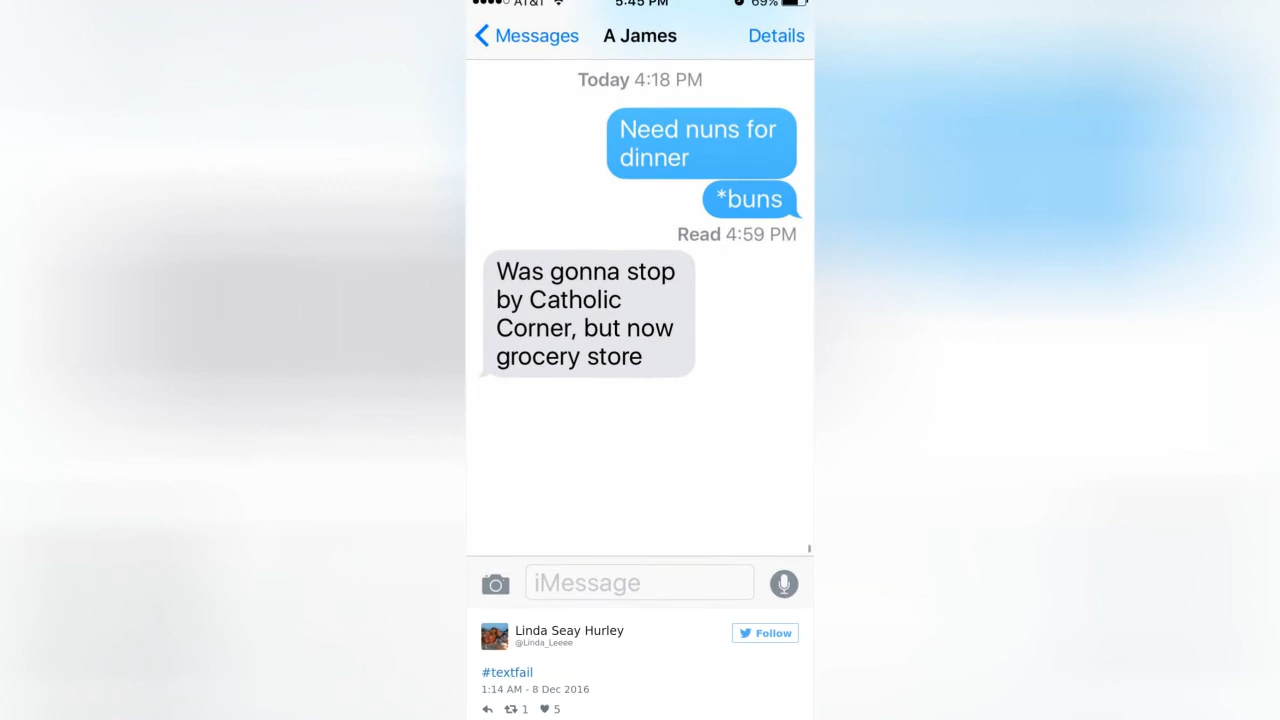 AT&T 5:45 PM 69%
Messages A James Details
Today 4:18 PM
Need nuns for
dinner
*buns
Read 4:59 PM
Was gonna stop
by Catholic
Corner, but now
grocery store
iMessage
Linda Seay Hurley
Follow
@Linda_Leeee
#textfail
1:14 AM - 8 Dec 2016
1 5